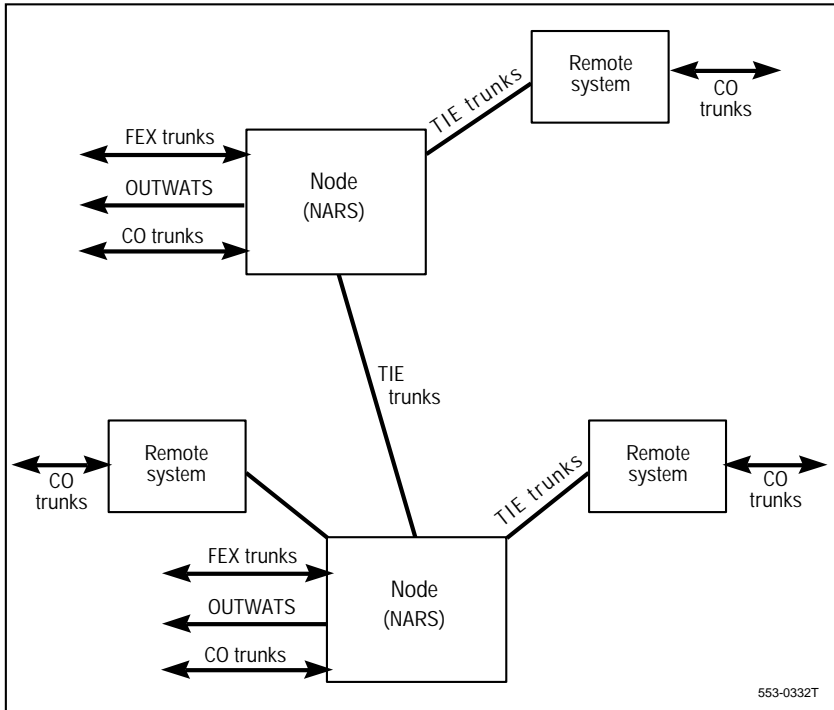 Remote
system
CO
trunks
TIE trunks
FEX trunks
OUTWATS
CO trunks
Node
(NARS)
TIE
trunks
Remote
system
CO
trunks
Remote
system
CO
trunks
TIE trunks
FEX trunks
OUTWATS
CO trunks
Node
(NARS)
553-0332T